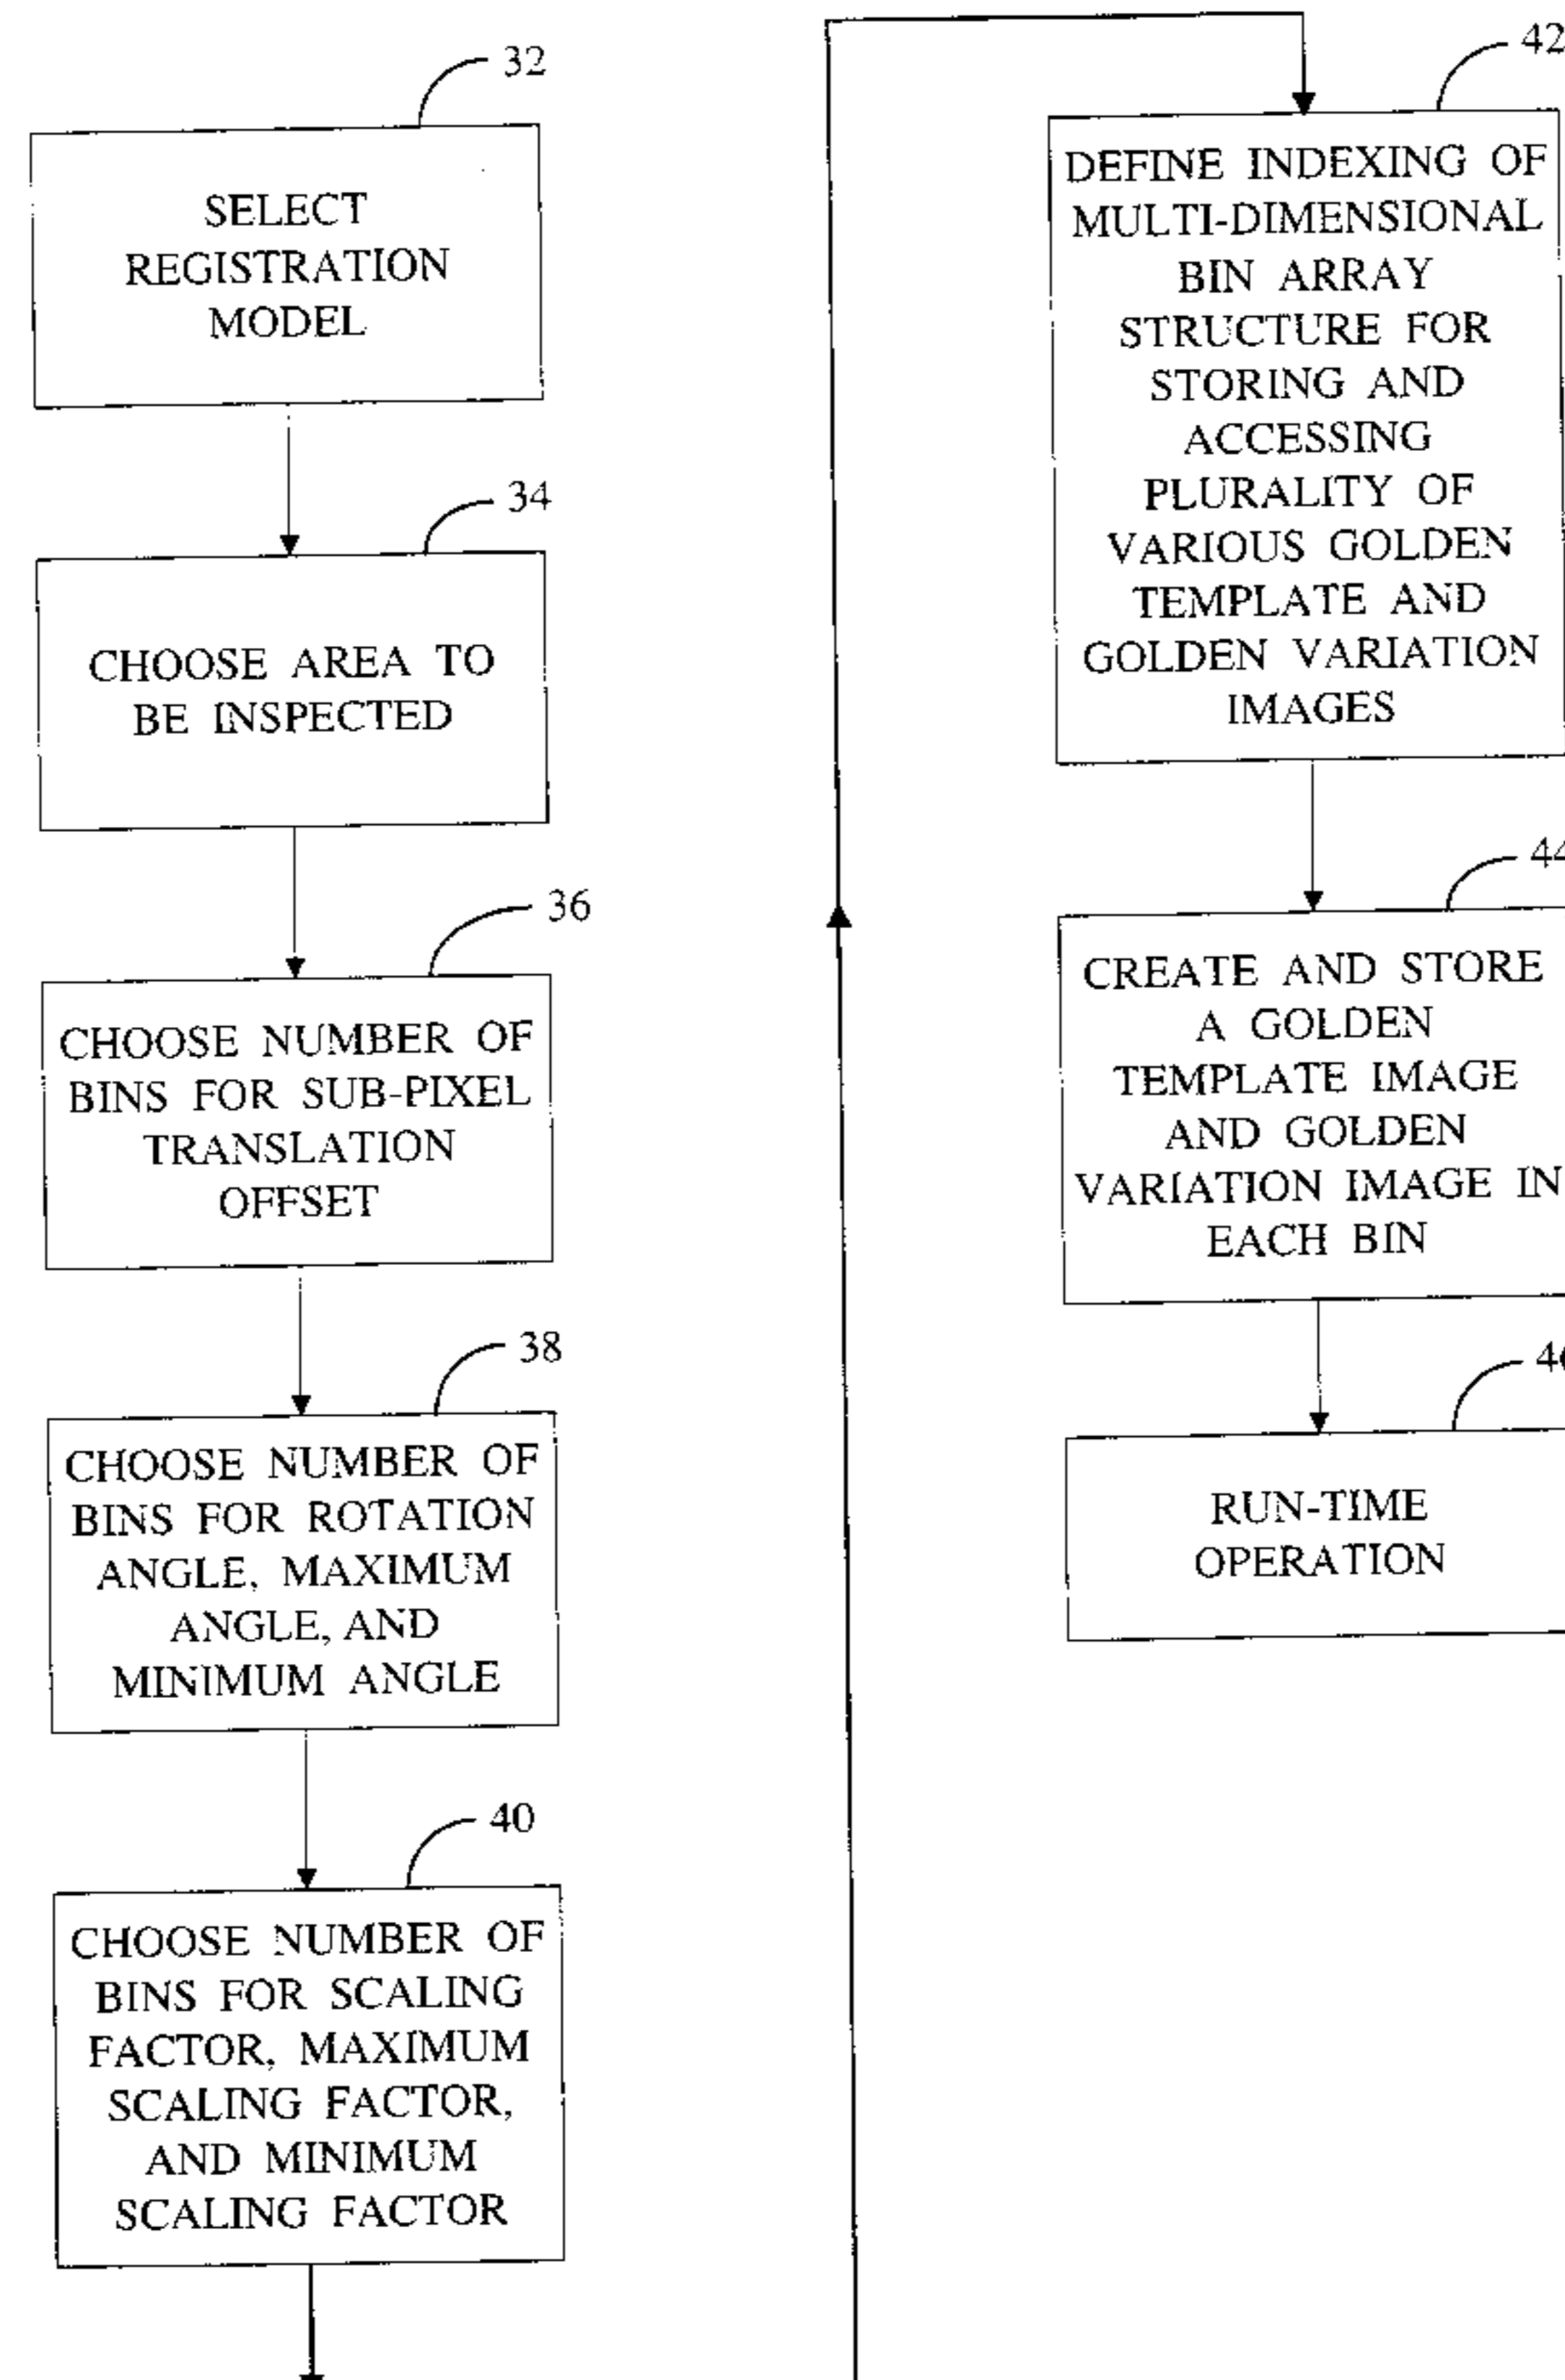 32
SELECT
REGISTRATION
MODEL
34
CHOOSE AREA TO
BE INSPECTED
36
CHOOSE NUMBER OF
BINS FOR SUB-PIXEL
TRANSLATION
OFFSET
38
CHOOSE NUMBER OF
BINS FOR ROTATION
ANGLE, MAXIMUM
ANGLE, AND
MINIMUM ANGLE
40
CHOOSE NUMBER OF
BINS FOR SCALING
FACTOR, MAXIMUM
SCALING FACTOR,
AND MINIMUM
SCALING FACTOR
42
DEFINE INDEXING OF
MULTI-DIMENSIONAL
BIN ARRAY
STRUCTURE FOR
STORING AND
ACCESSING
PLURALITY OF
VARIOUS GOLDEN
TEMPLATE AND
GOLDEN VARIATION
IMAGES
44
CREATE AND STORE
A GOLDEN
TEMPLATE IMAGE
AND GOLDEN
VARIATION IMAGE IN
EACH BIN
RUN-TIME
OPERATION